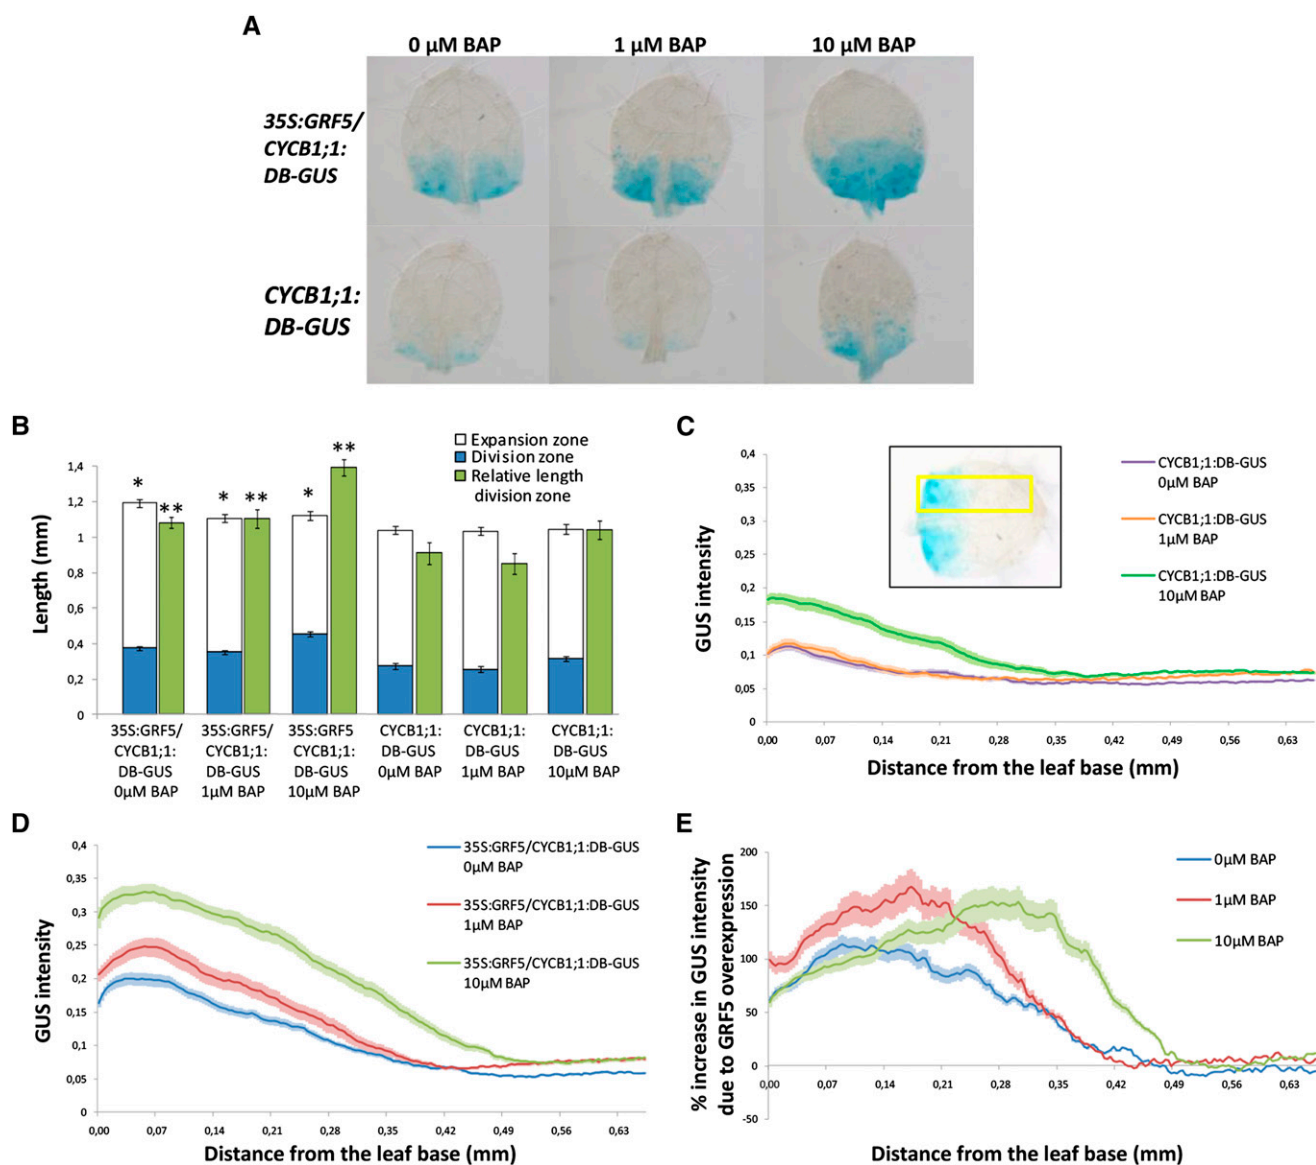 A
0 µM BAP
1 µM BAP
10 µM BAP
35S:GRF5/
CYCB1;1:
DB-GUS
CYCB1;1:
DB-GUS
B
Expansion zone
Division zone
Relative length
division zone
Length (mm)
1,4
1,2
1
0,8
0,6
0,4
0,2
0
*
**
*
**
*
**
35S:GRF5/
CYCB1;1:
DB-GUS
0µM BAP
35S:GRF5/
CYCB1;1:
DB-GUS
1µM BAP
35S:GRF5
CYCB1;1:
DB-GUS
10µM BAP
CYCB1;1:
DB-GUS
0µM BAP
CYCB1;1:
DB-GUS
1µM BAP
CYCB1;1:
DB-GUS
10µM BAP
C
GUS intensity
0,4
0,35
0,3
0,25
0,2
0,15
0,1
0,05
0
CYCB1;1:DB-GUS
0µM BAP
CYCB1;1:DB-GUS
1µM BAP
CYCB1;1:DB-GUS
10µM BAP
0,00 0,07 0,14 0,21 0,28 0,35 0,42 0,49 0,56 0,63
Distance from the leaf base (mm)
D
GUS intensity
0,4
0,35
0,3
0,25
0,2
0,15
0,1
0,05
0
35S:GRF5/CYCB1;1:DB-GUS
0µM BAP
35S:GRF5/CYCB1;1:DB-GUS
1µM BAP
35S:GRF5/CYCB1;1:DB-GUS
10µM BAP
0,00 0,07 0,14 0,21 0,28 0,35 0,42 0,49 0,56 0,63
Distance from the leaf base (mm)
E
% increase in GUS intensity
due to GRF5 overexpression
200
150
100
50
0
-50
0µM BAP
1µM BAP
10µM BAP
0,00 0,07 0,14 0,21 0,28 0,35 0,44 0,49 0,56 0,63
Distance from the leaf base (mm)